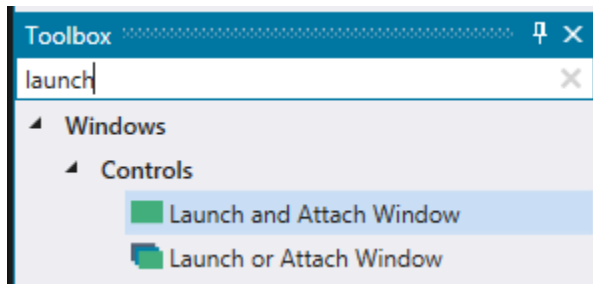 Toolbox
launch
Windows
Controls
Launch and Attach Window
Launch or Attach Window